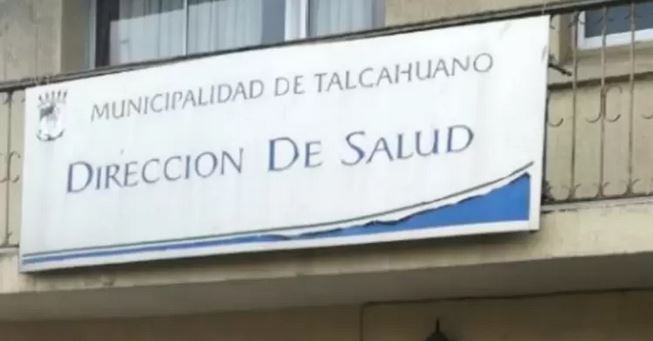 MUNICIPALIDAD DE TALCAHUANO
DIRECCION DE SALUD